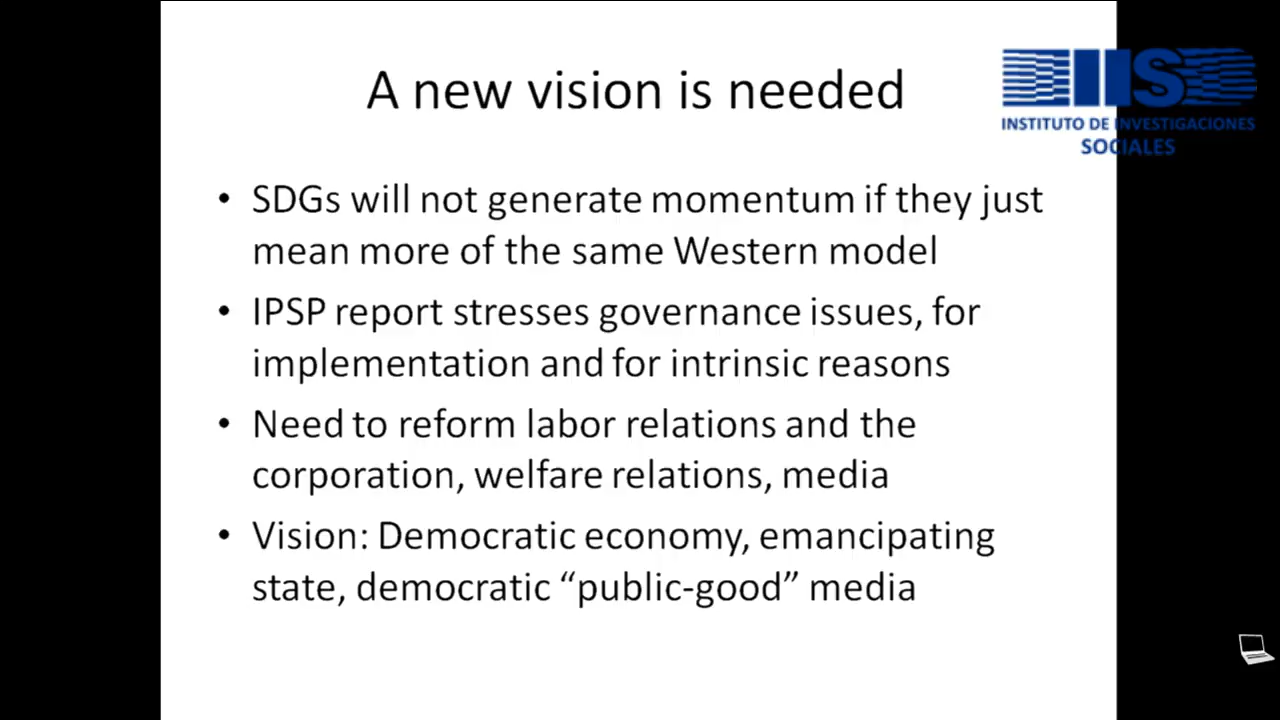 A new vision is needed
IIS
INSTITUTO DE INVESTIGACIONES
SOCIALES
• SDGs will not generate momentum if they just
mean more of the same Western model
• IPSP report stresses governance issues, for
implementation and for intrinsic reasons
• Need to reform labor relations and the
corporation, welfare relations, media
• Vision: Democratic economy, emancipating
state, democratic “public-good” media